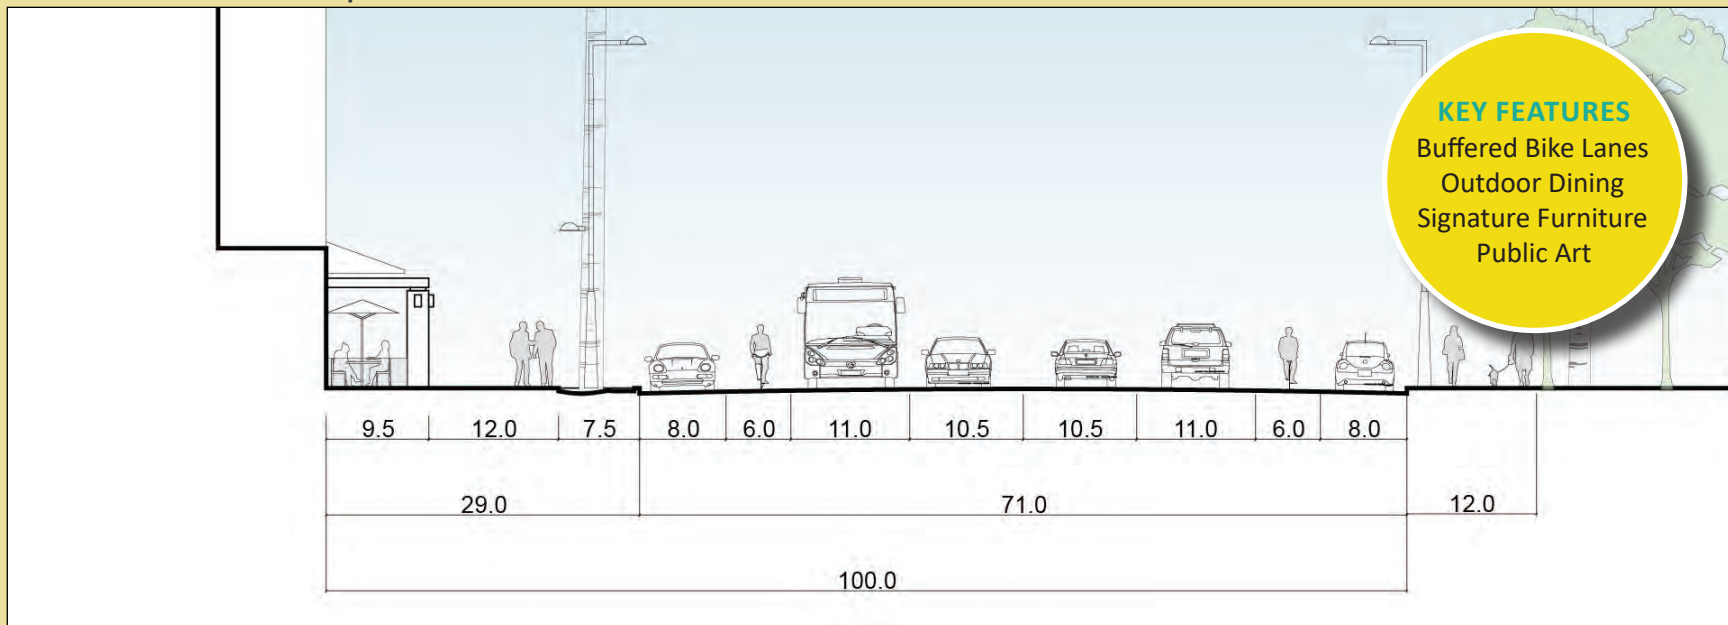 KEY FEATURES
Buffered Bike Lanes
Outdoor Dining
Signature Furniture
Public Art
9.5 12.0 7.5 8.0 6.0 11.0 10.5 10.5 11.0 6.0 8.0
29.0 71.0 12.0
100.0